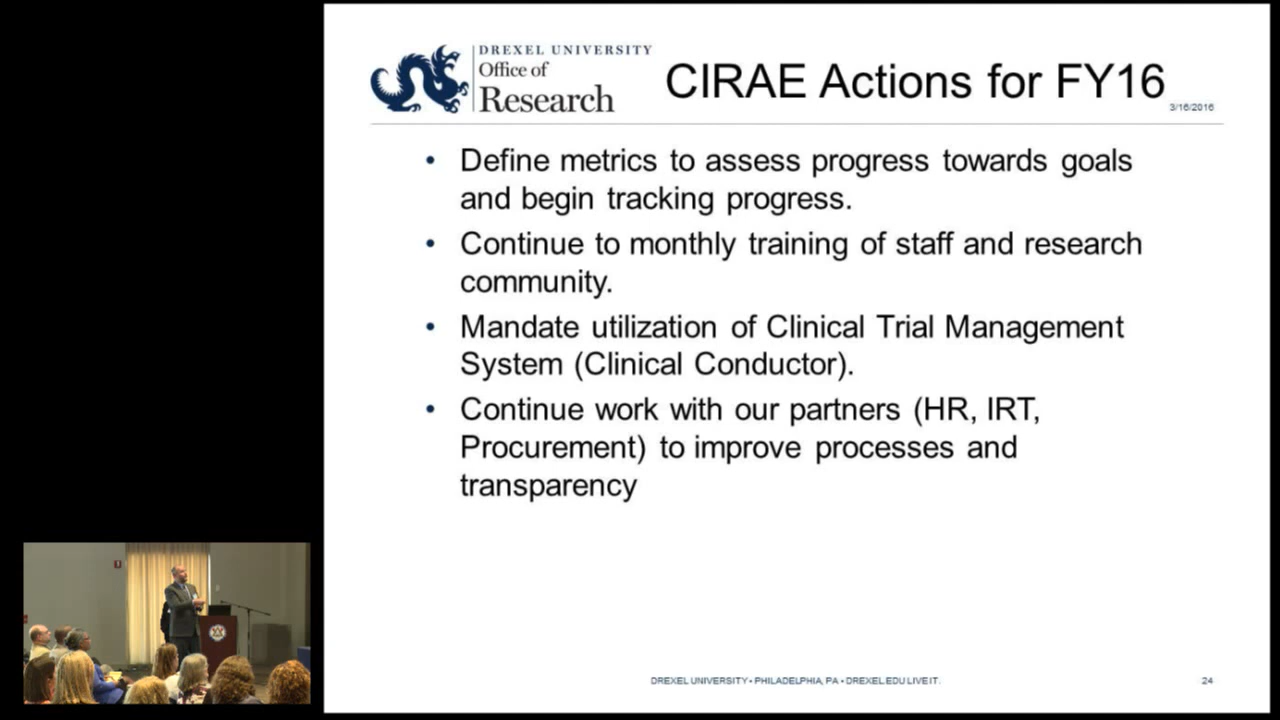 DREXEL UNIVERSITY
Office of
Research
CIRAE Actions for FY16
3/16/2016
• Define metrics to assess progress towards goals
and begin tracking progress.
• Continue to monthly training of staff and research
community.
• Mandate utilization of Clinical Trial Management
System (Clinical Conductor).
• Continue work with our partners (HR, IRT,
Procurement) to improve processes and
transparency
DREXEL UNIVERSITY • PHILADELPHIA, PA • DREXEL.EDU LIVE IT.
24